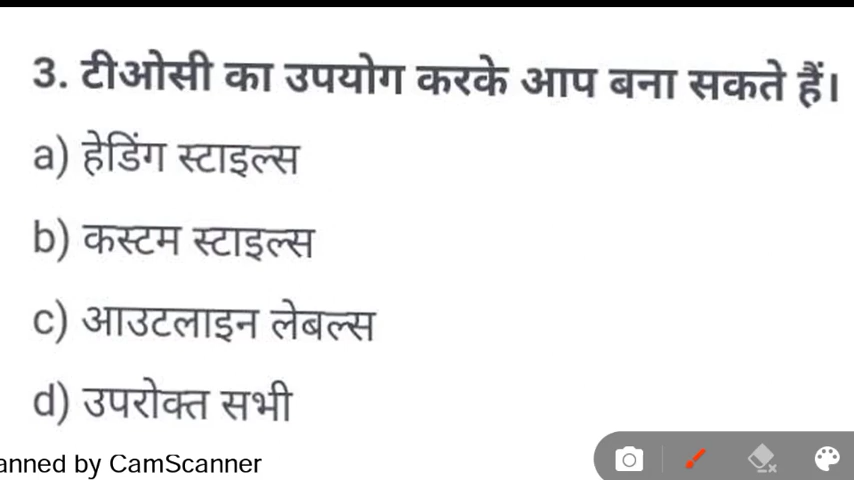 3. टीओसी का उपयोग करके आप बना सकते हैं।
a) हेडिंग स्टाइल्स
b) कस्टम स्टाइल्स
c) आउटलाइन लेबल्स
d) उपरोक्त सभी
anned by CamScanner